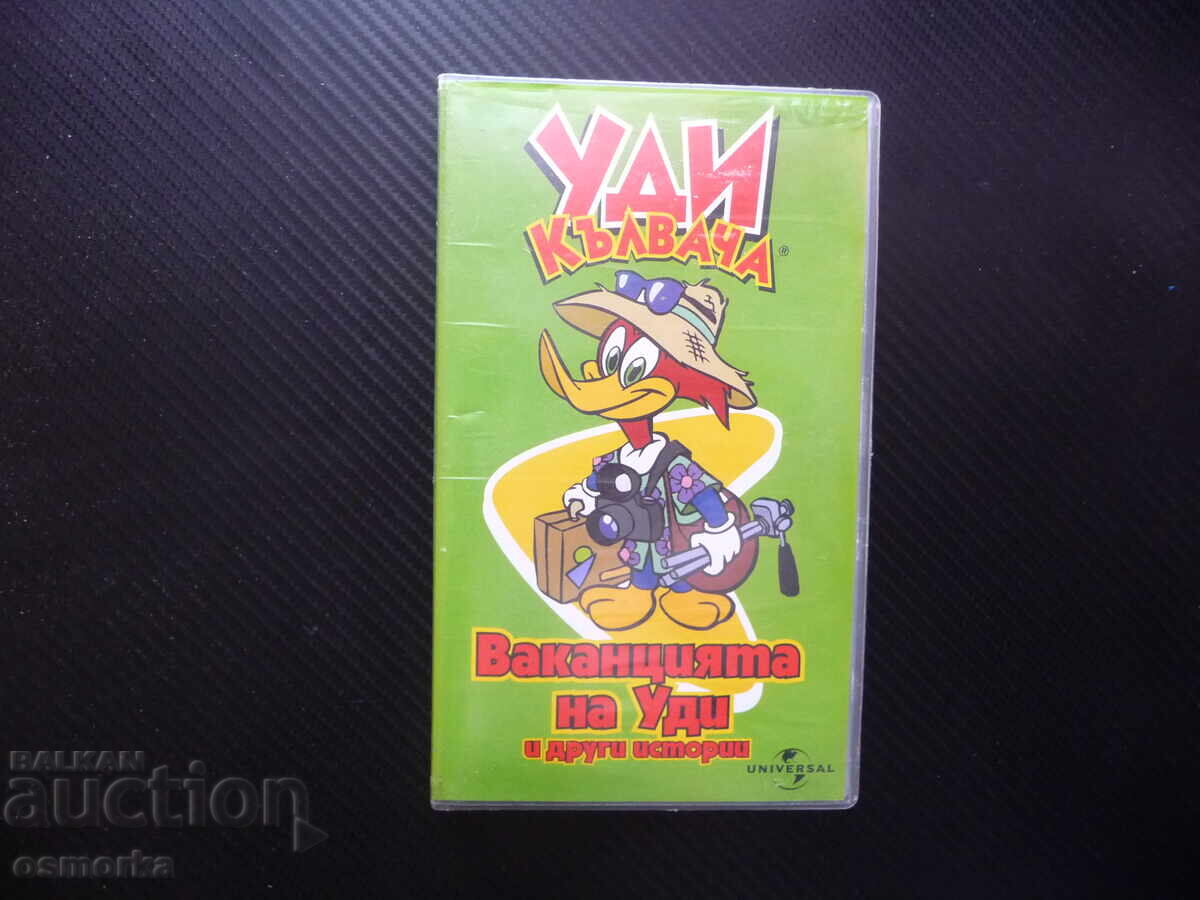 УДИ
КЪЛВАЧА®
Ваканцията
на Уди
и други истории
UNIVERSAL
BALKAN
auction
osmorka